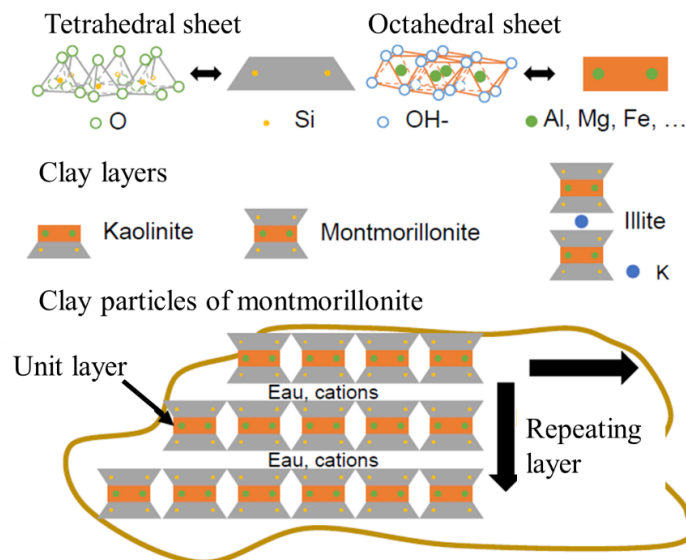 Tetrahedral sheet
Octahedral sheet
O
Si
OH-
Al, Mg, Fe, ...
Clay layers
Kaolinite
Montmorillonite
Illite
K
Clay particles of montmorillonite
Unit layer
Eau, cations
Eau, cations
Repeating
layer